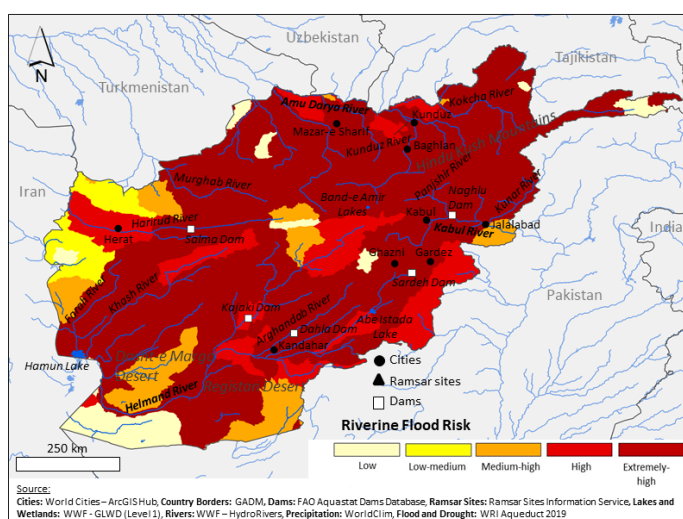 Uzbekistan
Tajikistan
Turkmenistan
N
Amu Darya River
Kokcha River
Mazar-e Sharif
Kunduz
Kunduz River
Baghlan
Hindu Kush Mountains
Murghab River
Panjshir River
Iran
Bund-e Amir
Lakes
Naghlu
Dam
Kunar River
Harirud River
Kabul
Jalalabad
Herat
Salma Dam
Kabul River
India
Ghazni
Gardez
Khash River
Sardeh Dam
Pakistan
Kajaki Dam
Arghandab River
Dahla Dam
Abe Istada
Lake
Hamun Lake
Kandahar
Desert
Registan Desert
Helmand River
Cities
Ramsar sites
Dams
Riverine Flood Risk
250 km
Low
Low-medium
Medium-high
High
Extremely-
high
Source:
Cities: World Cities – ArcGIS Hub, Country Borders: GADM, Dams: FAO Aquastat Dams Database, Ramsar Sites: Ramsar Sites Information Service, Lakes and
Wetlands: WWF - GLWD (Level 1), Rivers: WWF – HydroRivers, Precipitation: WorldClim, Flood and Drought: WRI Aqueduct 2019